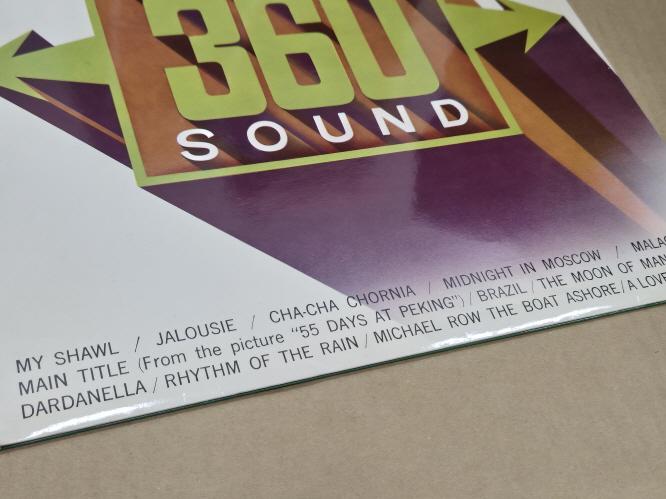 360
SOUND
MY SHAWL / JALOUSIE / CHA-CHA CHORNIA / MIDNIGHT IN MOSCOW /
MAIN TITLE (From the picture "55 DAYS AT PEKING") / BRAZIL / THE MOON OF
DARDANELLA / RHYTHM OF THE RAIN / MICHAEL ROW THE BOAT ASHORE / A